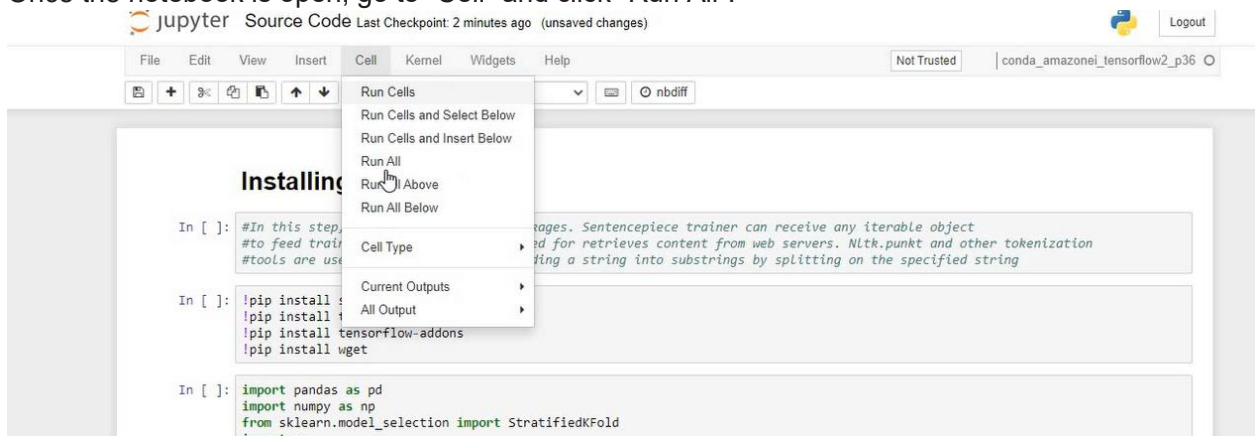 Once the notebook is open, go to "Cell" and click "Run All".
jupyter Source Code Last Checkpoint: 2 minutes ago (unsaved changes)
Logout
File Edit View Insert Cell Kernel Widgets Help
Not Trusted
conda_amazonei_tensorflow2_p36
nbdiff
Run Cells
Run Cells and Select Below
Run Cells and Insert Below
Run All
Run All Above
Run All Below
Cell Type
Current Outputs
All Output
Installing
In [ ]: #In this step, ages. Sentencepiece trainer can receive any iterable object
#to feed train ed for retrieves content from web servers. Nltk.punkt and other tokenization
#tools are use ding a string into substrings by splitting on the specified string
In [ ]: !pip install s
!pip install t
!pip install tensorflow-addons
!pip install wget
In [ ]: import pandas as pd
import numpy as np
from sklearn.model_selection import StratifiedKFold